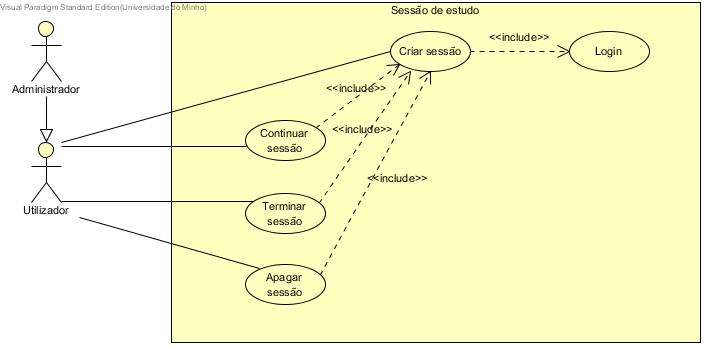 Visual Paradigm Standard Edition(Universidade do Minho)
Sessão de estudo
Criar sessão
<<include>>
Login
Administrador
<<include>>
Continuar
sessão
<<include>>
<<include>>
Utilizador
Terminar
sessão
Apagar
sessão